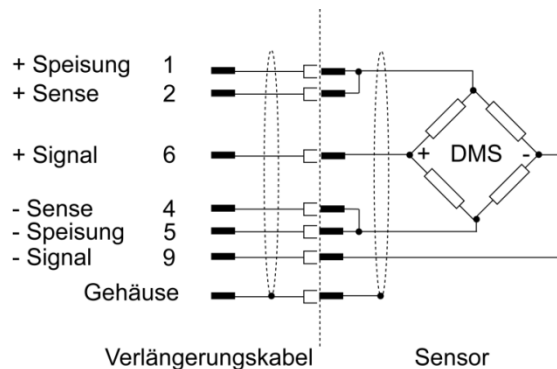 + Speisung 1
+ Sense 2
+ Signal 6
+ DMS -
- Sense 4
- Speisung 5
- Signal 9
Gehäuse
Verlängerungskabel Sensor